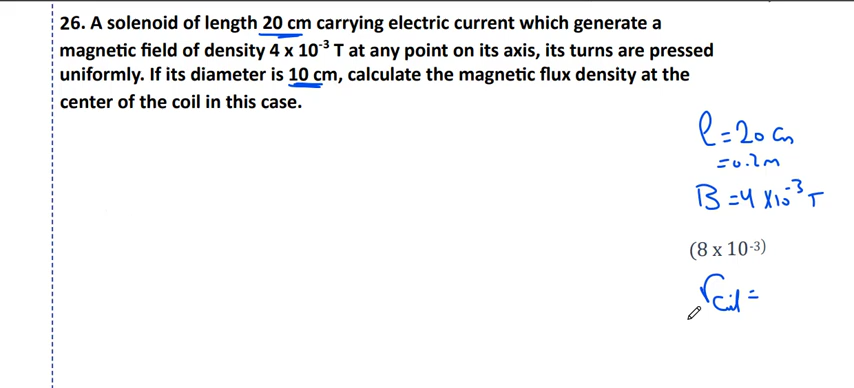 26. A solenoid of length 20 cm carrying electric current which generate a
magnetic field of density 4 x 10⁻³ T at any point on its axis, its turns are pressed
uniformly. If its diameter is 10 cm, calculate the magnetic flux density at the
center of the coil in this case.
ℓ = 20 cm
= 0.2 m
B = 4 x 10⁻³ T
(8 x 10⁻³)
r coil =